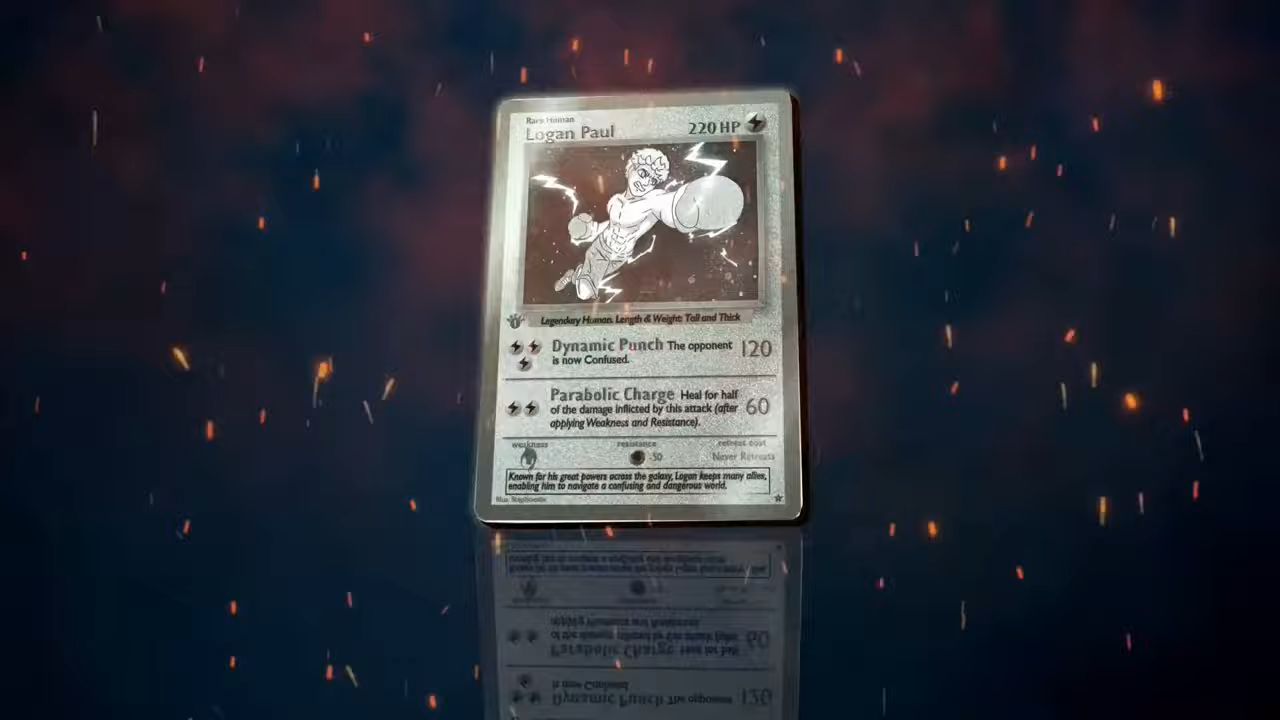 Rare Human
Logan Paul 220 HP
Legendary Human. Length & Weight: Tall and Thick
Dynamic Punch The opponent 120
is now Confused.
Parabolic Charge Heal for half
of the damage inflicted by this attack (after 60
applying Weakness and Resistance).
weakness resistance retreat cost
-50 Never Retreats
Known for his great powers across the galaxy, Logan keeps many allies,
enabling him to navigate a confusing and dangerous world.
Illus.